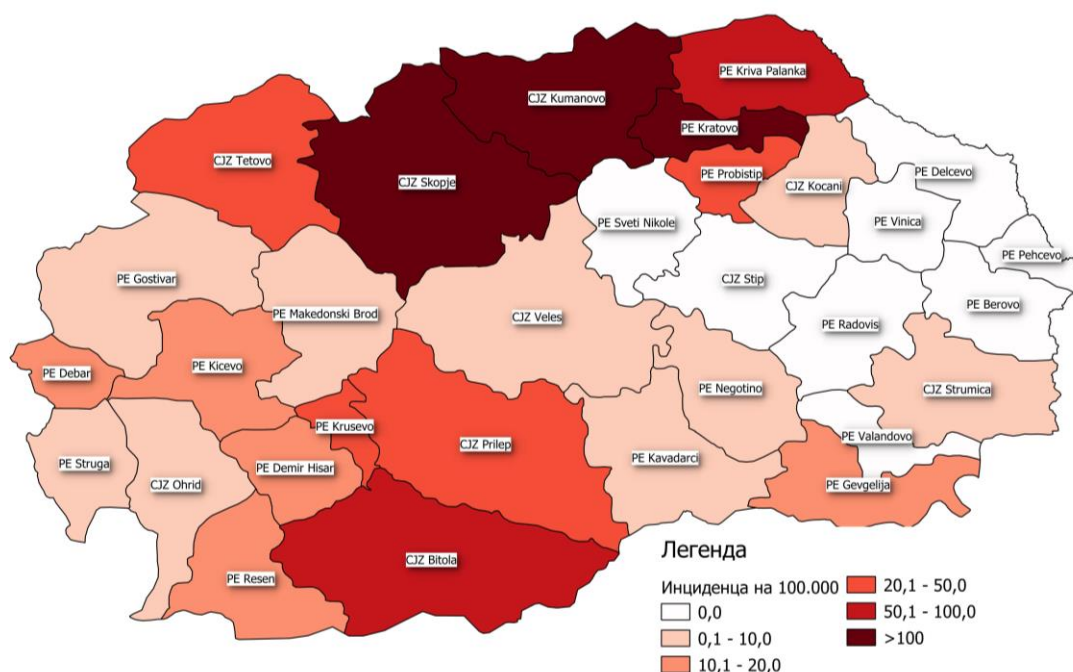 PE Kriva Palanka
CJZ Kumanovo
PE Kratovo
CJZ Tetovo
CJZ Skopje
PE Probistip
CJZ Kocani
PE Delcevo
PE Sveti Nikole
PE Vinica
PE Pehcevo
PE Gostivar
CJZ Stip
PE Berovo
PE Makedonski Brod
CJZ Veles
PE Radovis
PE Debar
PE Kicevo
PE Negotino
CJZ Strumica
PE Krusevo
PE Valandovo
CJZ Prilep
PE Struga
PE Demir Hisar
PE Kavadarci
CJZ Ohrid
PE Gevgelija
CJZ Bitola
PE Resen
Легенда
Инциденца на 100.000
0,0
0,1 - 10,0
10,1 - 20,0
20,1 - 50,0
50,1 - 100,0
>100